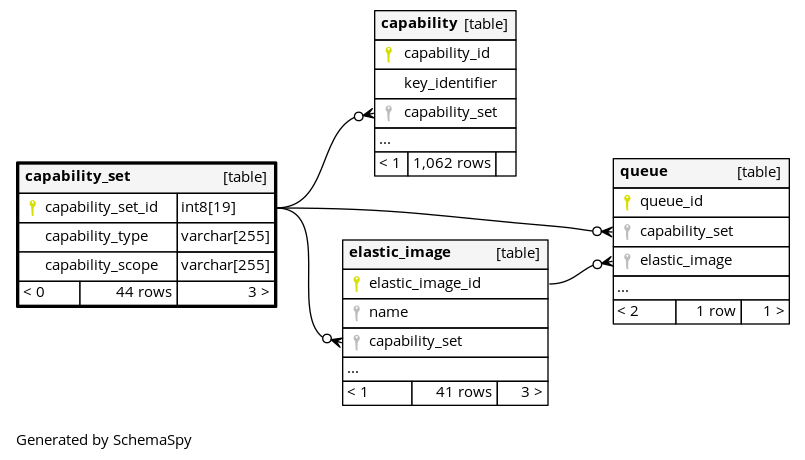 capability [table]
capability_id
key_identifier
capability_set
...
< 1 1,062 rows
capability_set [table]
capability_set_id int8[19]
capability_type varchar[255]
capability_scope varchar[255]
< 0 44 rows 3 >
elastic_image [table]
elastic_image_id
name
capability_set
...
< 1 41 rows 3 >
queue [table]
queue_id
capability_set
elastic_image
...
< 2 1 row 1 >
Generated by SchemaSpy